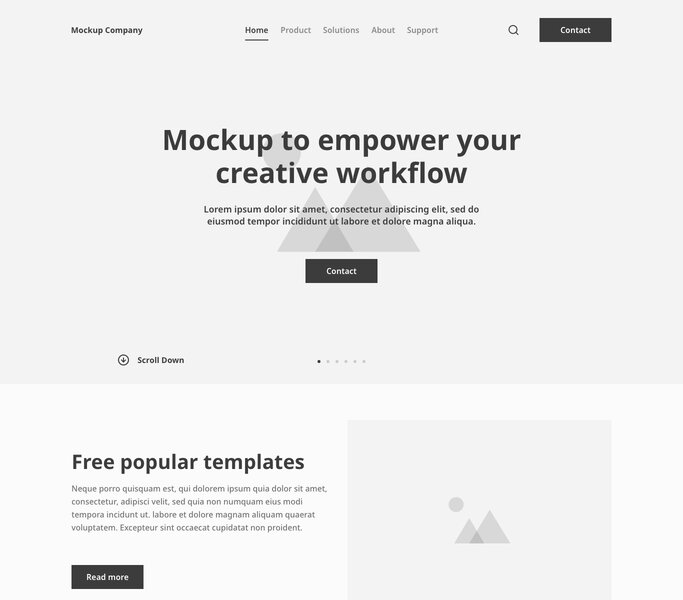 Mockup Company
Home Product Solutions About Support
Contact
Mockup to empower your
creative workflow
Lorem ipsum dolor sit amet, consectetur adipiscing elit, sed do
eiusmod tempor incididunt ut labore et dolore magna aliqua.
Contact
Scroll Down
Free popular templates
Neque porro quisquam est, qui dolorem ipsum quia dolor sit amet,
consectetur, adipisci velit, sed quia non numquam eius modi
tempora incidunt ut. labore et dolore magnam aliquam quaerat
voluptatem. Excepteur sint occaecat cupidatat non proident.
Read more